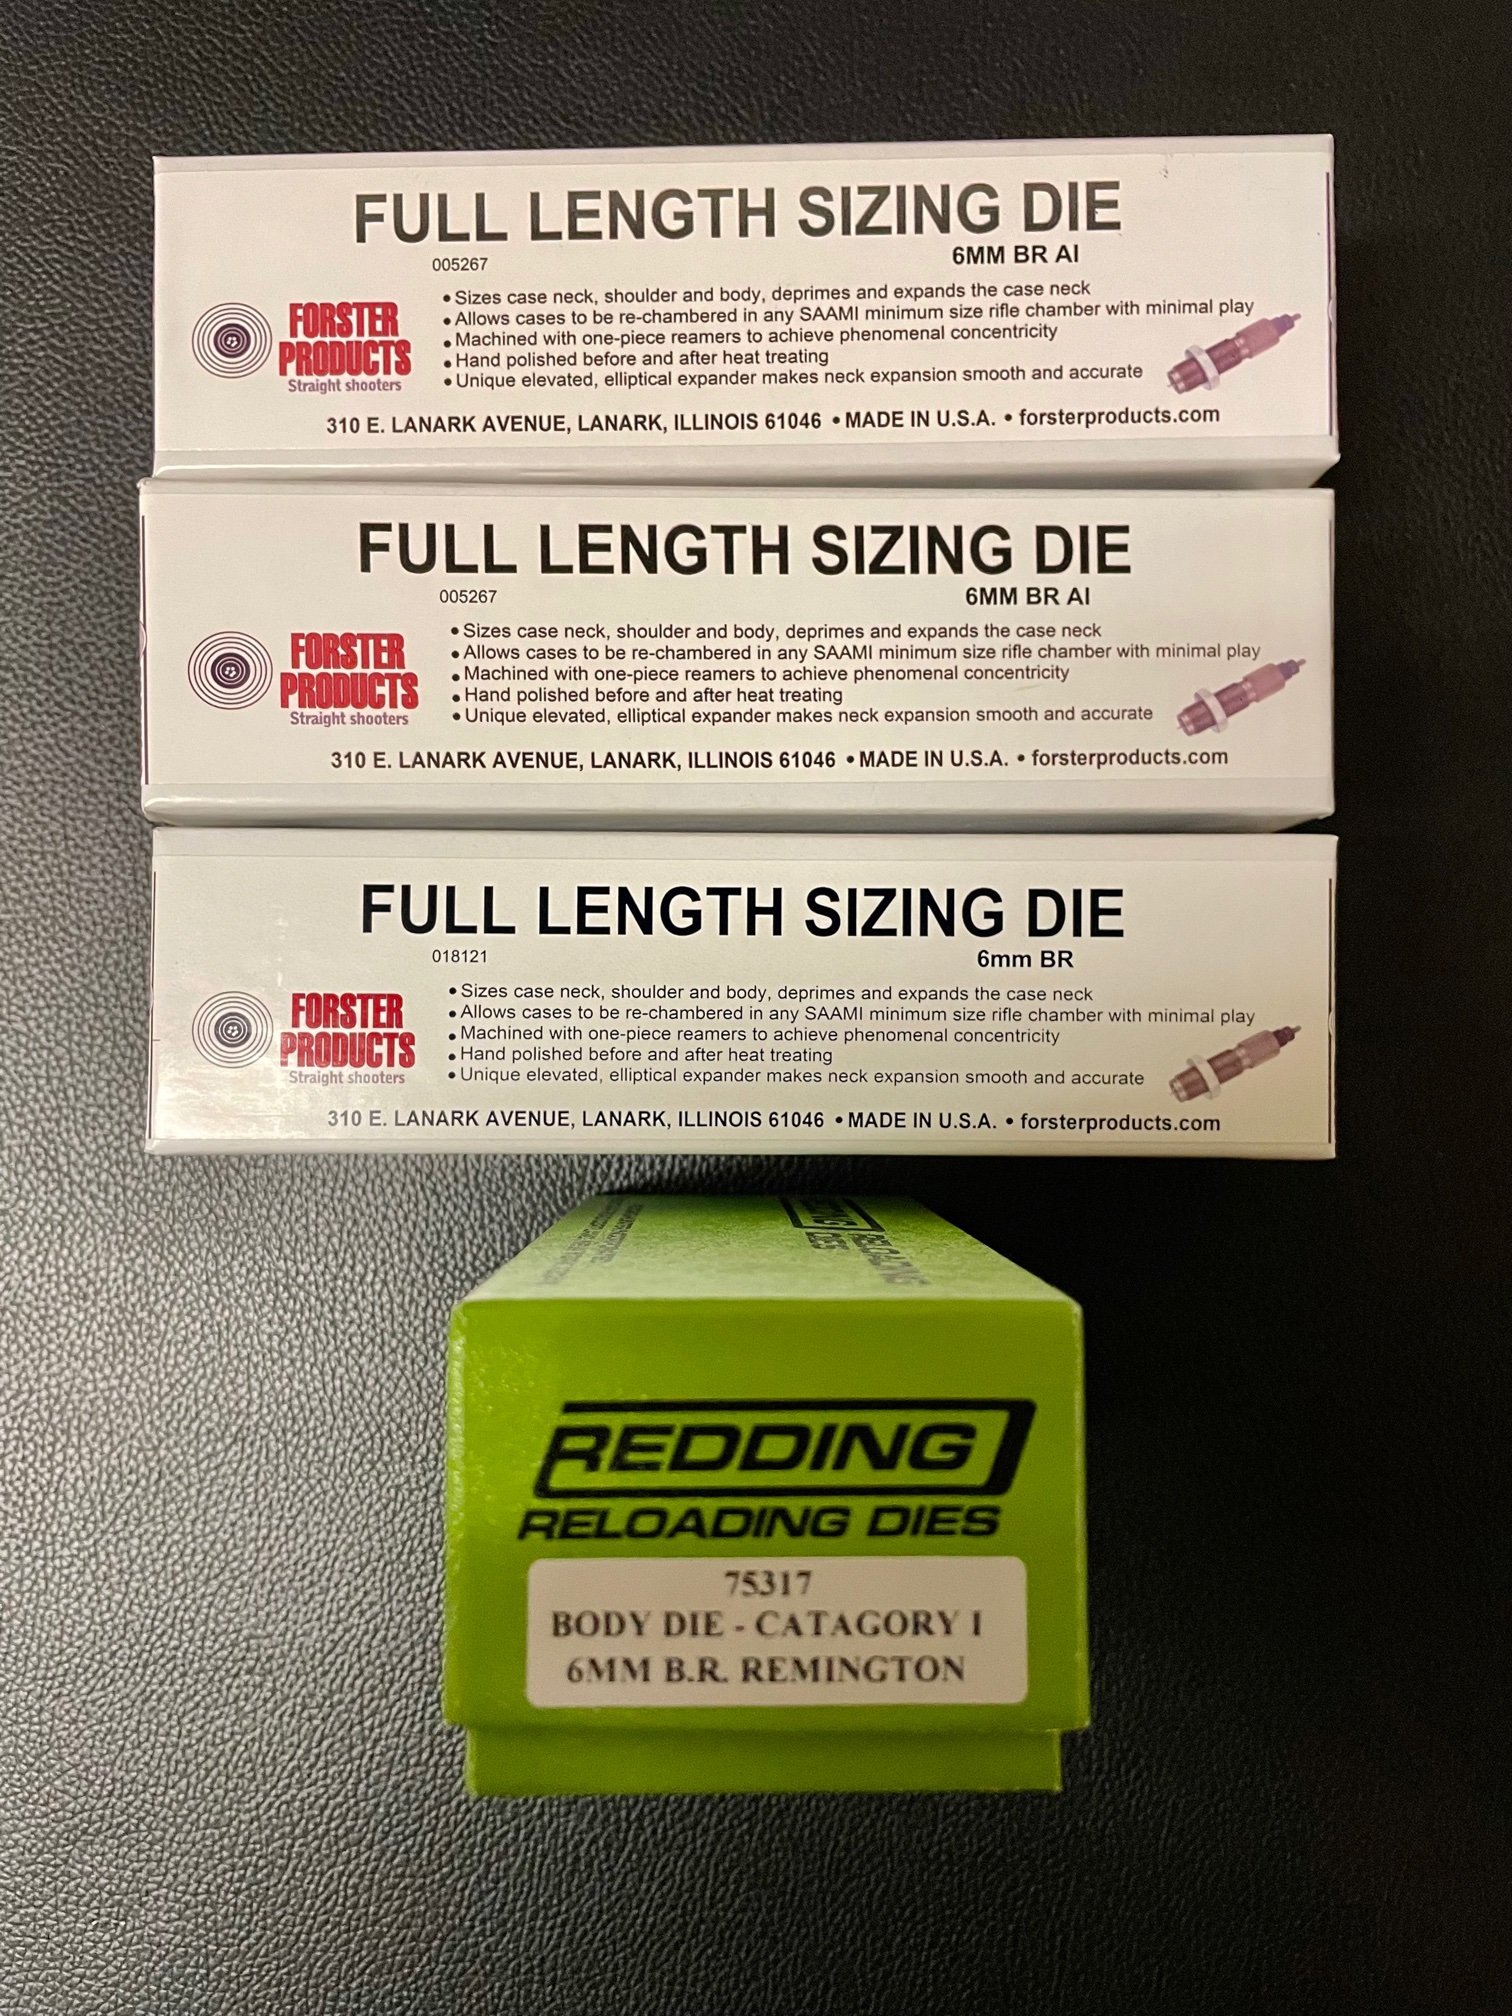 FULL LENGTH SIZING DIE
005267 6MM BR AI
FORSTER
PRODUCTS
Straight shooters
• Sizes case neck, shoulder and body, deprimes and expands the case neck
• Allows cases to be re-chambered in any SAAMI minimum size rifle chamber with minimal play
• Machined with one-piece reamers to achieve phenomenal concentricity
• Hand polished before and after heat treating
• Unique elevated, elliptical expander makes neck expansion smooth and accurate
310 E. LANARK AVENUE, LANARK, ILLINOIS 61046 • MADE IN U.S.A. • forsterproducts.com
FULL LENGTH SIZING DIE
005267 6MM BR AI
FORSTER
PRODUCTS
Straight shooters
• Sizes case neck, shoulder and body, deprimes and expands the case neck
• Allows cases to be re-chambered in any SAAMI minimum size rifle chamber with minimal play
• Machined with one-piece reamers to achieve phenomenal concentricity
• Hand polished before and after heat treating
• Unique elevated, elliptical expander makes neck expansion smooth and accurate
310 E. LANARK AVENUE, LANARK, ILLINOIS 61046 • MADE IN U.S.A. • forsterproducts.com
FULL LENGTH SIZING DIE
018121 6mm BR
FORSTER
PRODUCTS
Straight shooters
• Sizes case neck, shoulder and body, deprimes and expands the case neck
• Allows cases to be re-chambered in any SAAMI minimum size rifle chamber with minimal play
• Machined with one-piece reamers to achieve phenomenal concentricity
• Hand polished before and after heat treating
• Unique elevated, elliptical expander makes neck expansion smooth and accurate
310 E. LANARK AVENUE, LANARK, ILLINOIS 61046 • MADE IN U.S.A. • forsterproducts.com
RELOADING
DIES
REDDING
RELOADING DIES
75317
BODY DIE - CATAGORY I
6MM B.R. REMINGTON